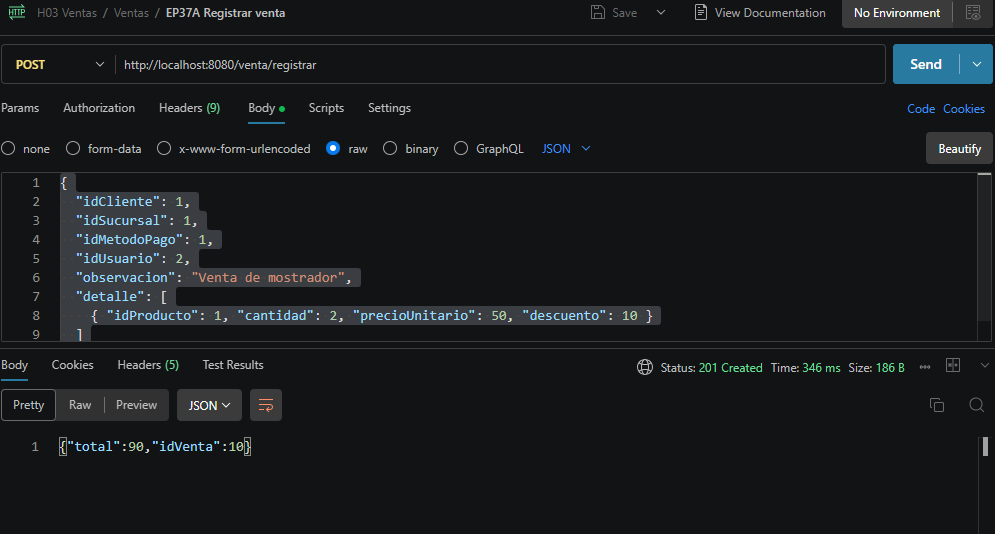 HTTP H03 Ventas / Ventas / EP37A Registrar venta Save View Documentation No Environment
POST http://localhost:8080/venta/registrar Send
Params Authorization Headers (9) Body Scripts Settings Code Cookies
none form-data x-www-form-urlencoded raw binary GraphQL JSON Beautify
1 {
2 "idCliente": 1,
3 "idSucursal": 1,
4 "idMetodoPago": 1,
5 "idUsuario": 2,
6 "observacion": "Venta de mostrador",
7 "detalle": [
8 { "idProducto": 1, "cantidad": 2, "precioUnitario": 50, "descuento": 10 }
9 ]
Body Cookies Headers (5) Test Results Status: 201 Created Time: 346 ms Size: 186 B
Pretty Raw Preview JSON
1 {"total":90,"idVenta":10}